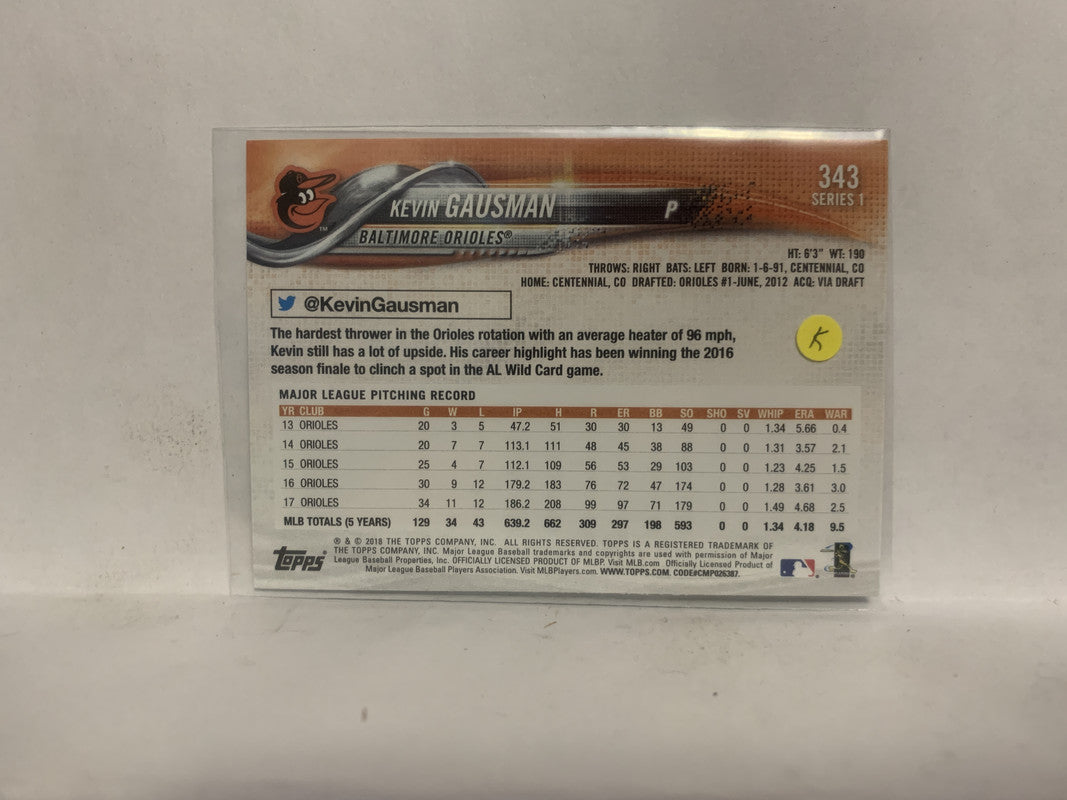 343
SERIES 1
KEVIN GAUSMAN P
BALTIMORE ORIOLES®
TM
HT: 6'3" WT: 190
THROWS: RIGHT BATS: LEFT BORN: 1-6-91, CENTENNIAL, CO
HOME: CENTENNIAL, CO DRAFTED: ORIOLES #1-JUNE, 2012 ACQ: VIA DRAFT
@KevinGausman
The hardest thrower in the Orioles rotation with an average heater of 96 mph,
Kevin still has a lot of upside. His career highlight has been winning the 2016
season finale to clinch a spot in the AL Wild Card game.
K
MAJOR LEAGUE PITCHING RECORD
YR CLUB G W L IP H R ER BB SO SHO SV WHIP ERA WAR
13 ORIOLES 20 3 5 47.2 51 30 30 13 49 0 0 1.34 5.66 0.4
14 ORIOLES 20 7 7 113.1 111 48 45 38 88 0 0 1.31 3.57 2.1
15 ORIOLES 25 4 7 112.1 109 56 53 29 103 0 0 1.23 4.25 1.5
16 ORIOLES 30 9 12 179.2 183 76 72 47 174 0 0 1.28 3.61 3.0
17 ORIOLES 34 11 12 186.2 208 99 97 71 179 0 0 1.49 4.68 2.5
MLB TOTALS (5 YEARS) 129 34 43 639.2 662 309 297 198 593 0 0 1.34 4.18 9.5
topps
® & © 2018 THE TOPPS COMPANY, INC. ALL RIGHTS RESERVED. TOPPS IS A REGISTERED TRADEMARK OF
THE TOPPS COMPANY, INC. Major League Baseball trademarks and copyrights are used with permission of Major
League Baseball Properties, Inc. OFFICIALLY LICENSED PRODUCT OF MLBP. Visit MLB.com Officially Licensed Product of
Major League Baseball Players Association. Visit MLBPlayers.com. WWW.TOPPS.COM. CODE#CMP026387.